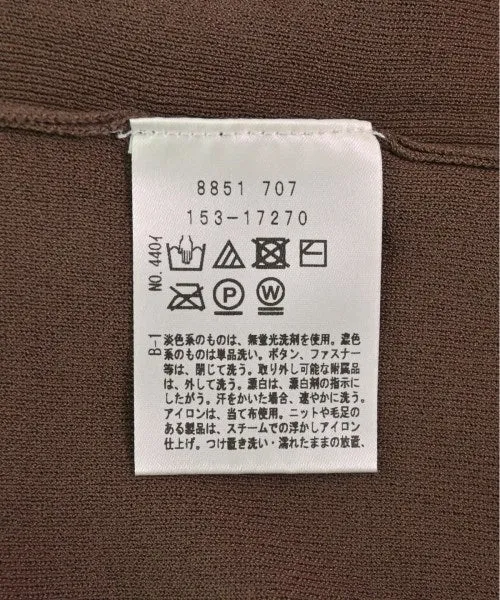 8851 707
153-17270
NO. 440イ
P
W
B-1
淡色系のものは、無蛍光洗剤を使用。濃色
系のものは単品洗い。ボタン、ファスナー
等は、閉じて洗う。取り外し可能な附属品
は、外して洗う。漂白は、漂白剤の指示に
したがう。汗をかいた場合、速やかに洗う。
アイロンは、当て布使用。ニットや毛足の
ある製品は、スチームでの浮かしアイロン
仕上げ。つけ置き洗い・濡れたままの放置、